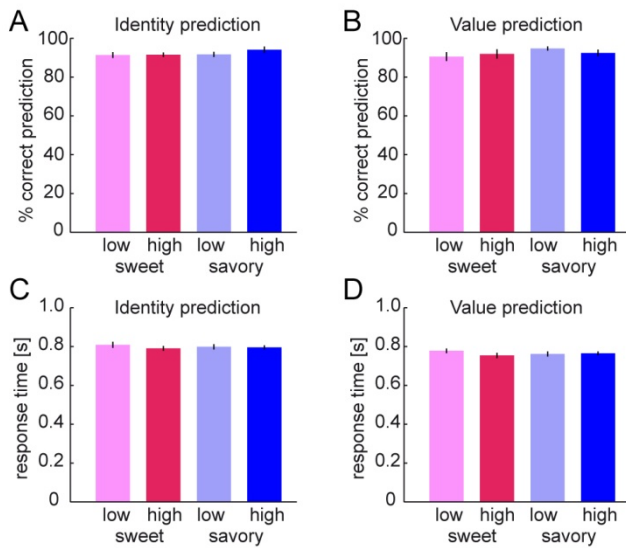 A
Identity prediction
% correct prediction
100
80
60
40
20
0
low high low high
sweet savory
B
Value prediction
% correct prediction
100
80
60
40
20
0
low high low high
sweet savory
C
Identity prediction
response time [s]
1.0
0.8
0.6
0.4
0.2
0
low high low high
sweet savory
D
Value prediction
response time [s]
1.0
0.8
0.6
0.4
0.2
0
low high low high
sweet savory